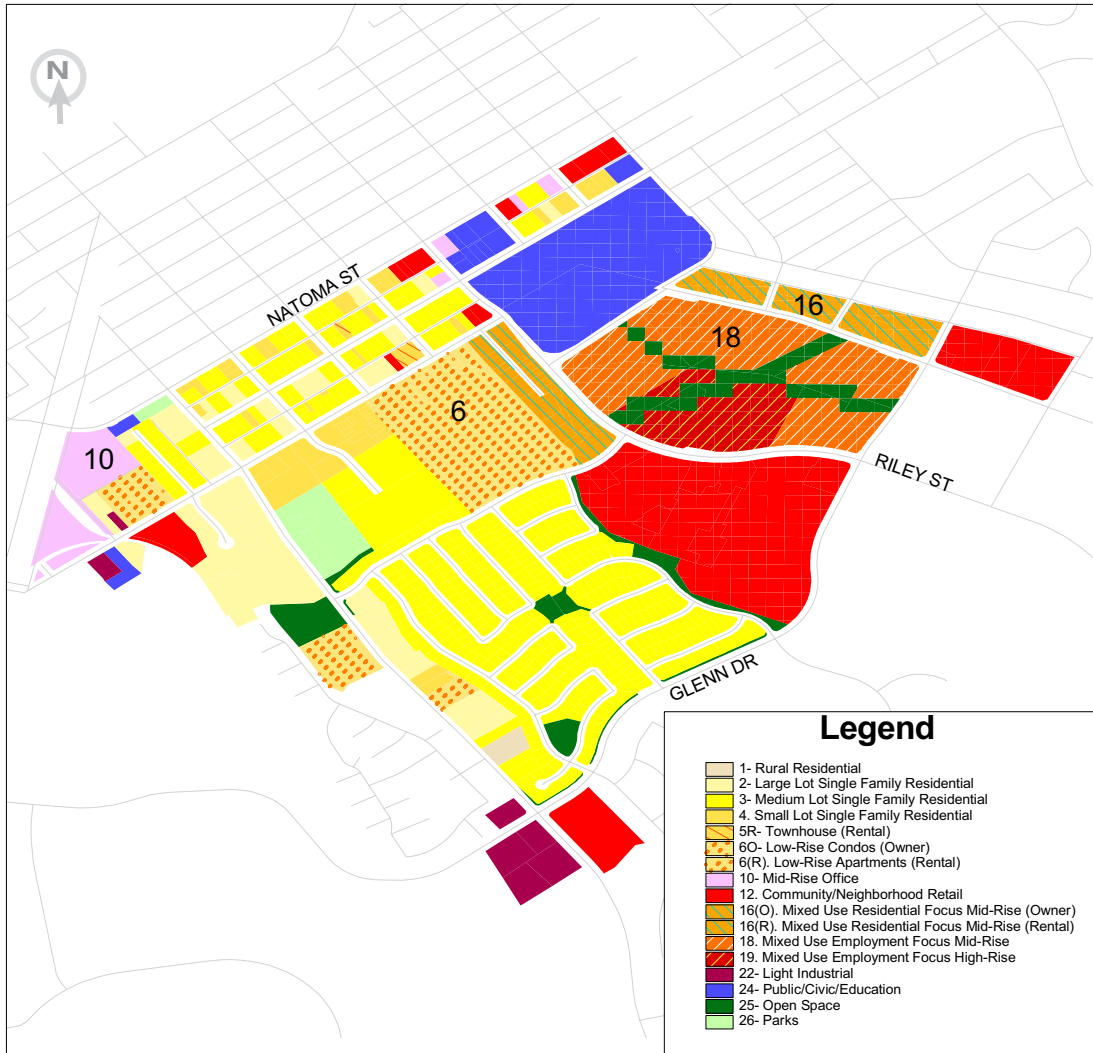 N
NATOMA ST
16
18
6
10
RILEY ST
GLENN DR
Legend
1- Rural Residential
2- Large Lot Single Family Residential
3- Medium Lot Single Family Residential
4. Small Lot Single Family Residential
5R- Townhouse (Rental)
6O- Low-Rise Condos (Owner)
6(R). Low-Rise Apartments (Rental)
10- Mid-Rise Office
12. Community/Neighborhood Retail
16(O). Mixed Use Residential Focus Mid-Rise (Owner)
16(R). Mixed Use Residential Focus Mid-Rise (Rental)
18. Mixed Use Employment Focus Mid-Rise
19. Mixed Use Employment Focus High-Rise
22- Light Industrial
24- Public/Civic/Education
25- Open Space
26- Parks